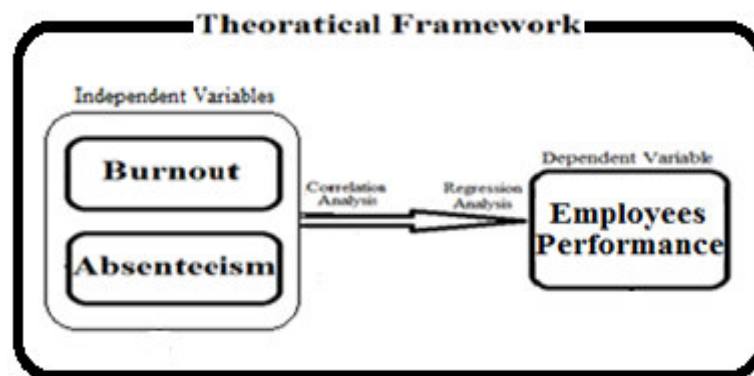 Theoratical Framework
Independent Variables
Burnout
Absenteeism
Correlation
Analysis
Regression
Analysis
Dependent Variable
Employees
Performance